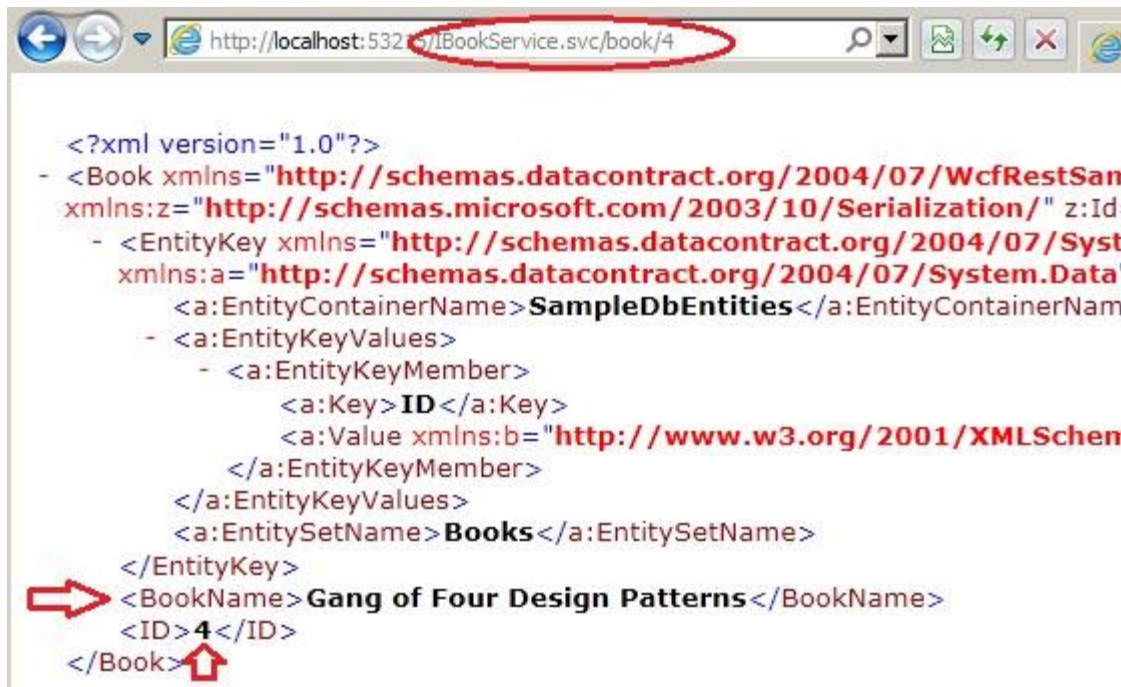 http://localhost:53215/IBookService.svc/book/4
<?xml version="1.0"?>
- <Book xmlns="http://schemas.datacontract.org/2004/07/WcfRestSam
xmlns:z="http://schemas.microsoft.com/2003/10/Serialization/" z:Id
- <EntityKey xmlns="http://schemas.datacontract.org/2004/07/Syst
xmlns:a="http://schemas.datacontract.org/2004/07/System.Data"
<a:EntityContainerName>SampleDbEntities</a:EntityContainerNam
- <a:EntityKeyValues>
- <a:EntityKeyMember>
<a:Key>ID</a:Key>
<a:Value xmlns:b="http://www.w3.org/2001/XMLSchem
</a:EntityKeyMember>
</a:EntityKeyValues>
<a:EntitySetName>Books</a:EntitySetName>
</EntityKey>
<BookName>Gang of Four Design Patterns</BookName>
<ID>4</ID>
</Book>